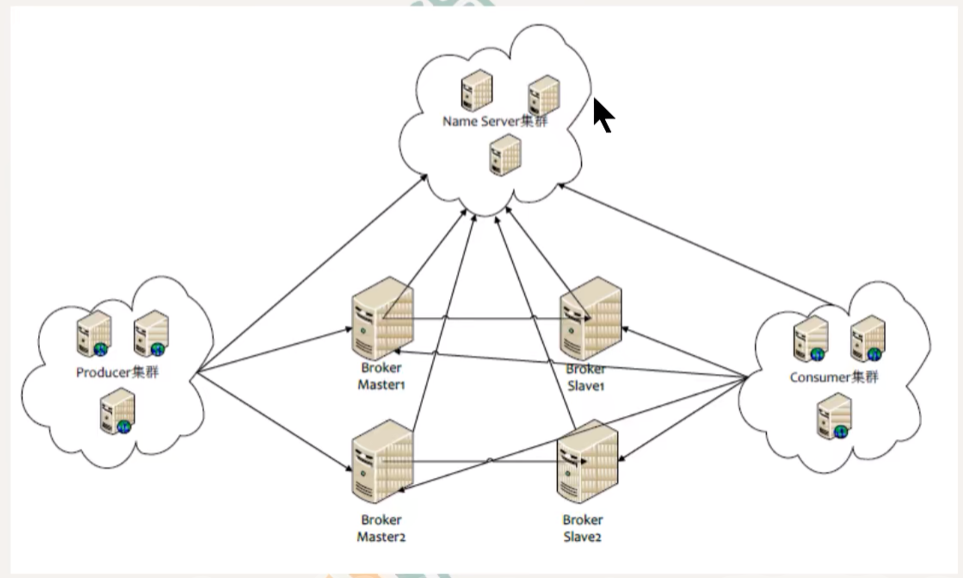 Name Server集群
Producer集群
Broker
Master1
Broker
Slave1
Consumer集群
Broker
Master2
Broker
Slave2